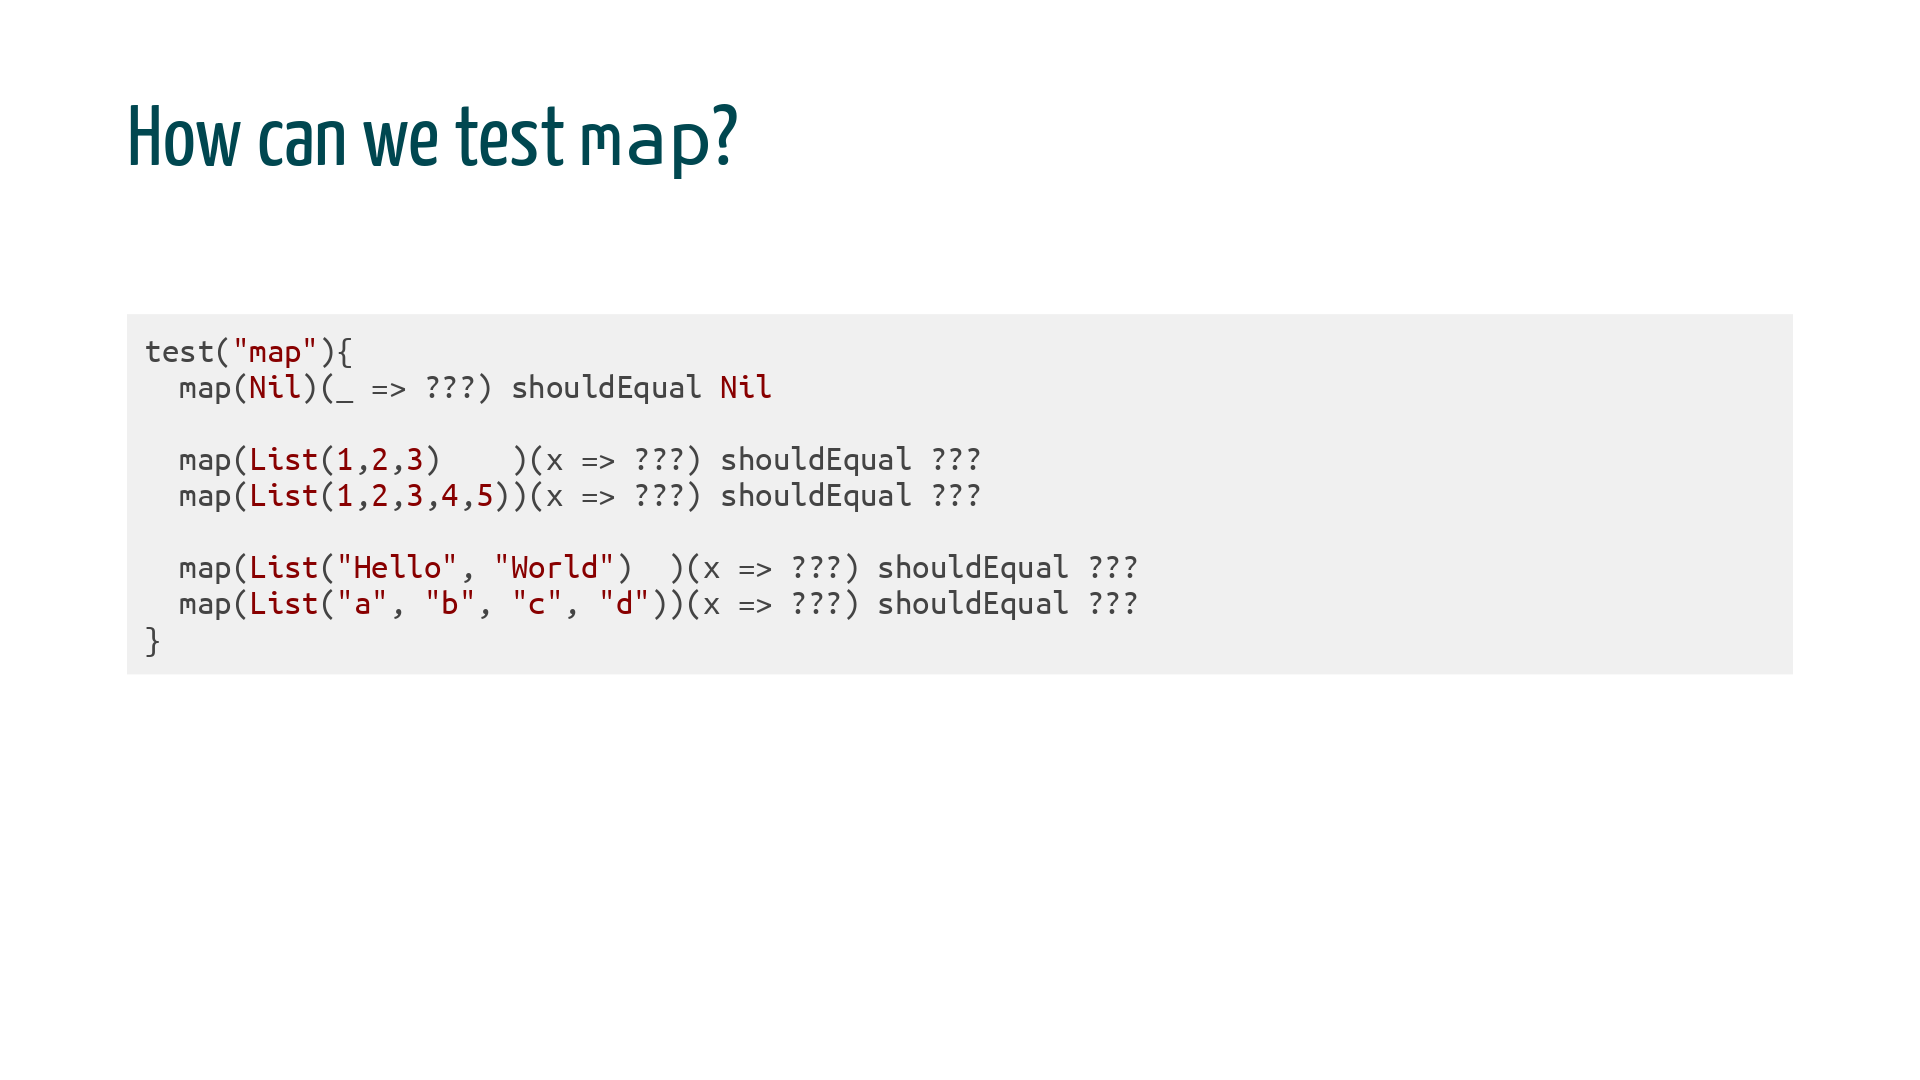 How can we test map?
test("map"){
  map(Nil)(_ => ???) shouldEqual Nil
  map(List(1,2,3)    )(x => ???) shouldEqual ???
  map(List(1,2,3,4,5))(x => ???) shouldEqual ???
  map(List("Hello", "World")  )(x => ???) shouldEqual ???
  map(List("a", "b", "c", "d"))(x => ???) shouldEqual ???
}